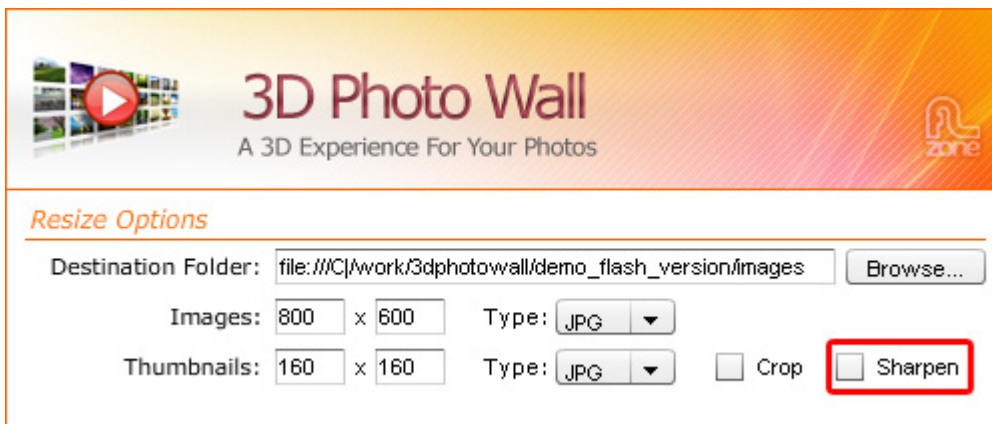 3D Photo Wall
A 3D Experience For Your Photos
zone
Resize Options
Destination Folder: file:///C|/work/3dphotowall/demo_flash_version/images Browse...
Images: 800 x 600 Type: JPG
Thumbnails: 160 x 160 Type: JPG Crop Sharpen